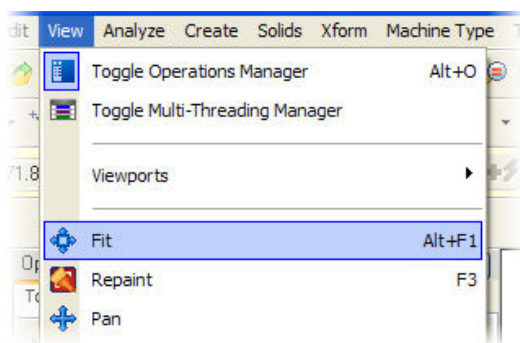 dit View Analyze Create Solids Xform Machine Type
Toggle Operations Manager Alt+O
Toggle Multi-Threading Manager
71.8
Viewports
Fit Alt+F1
Op
Repaint F3
To
Pan